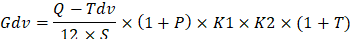 Gdv = (Q − Tdv) / (12 × S) × (1 + P) × K1 × K2 × (1 + T)